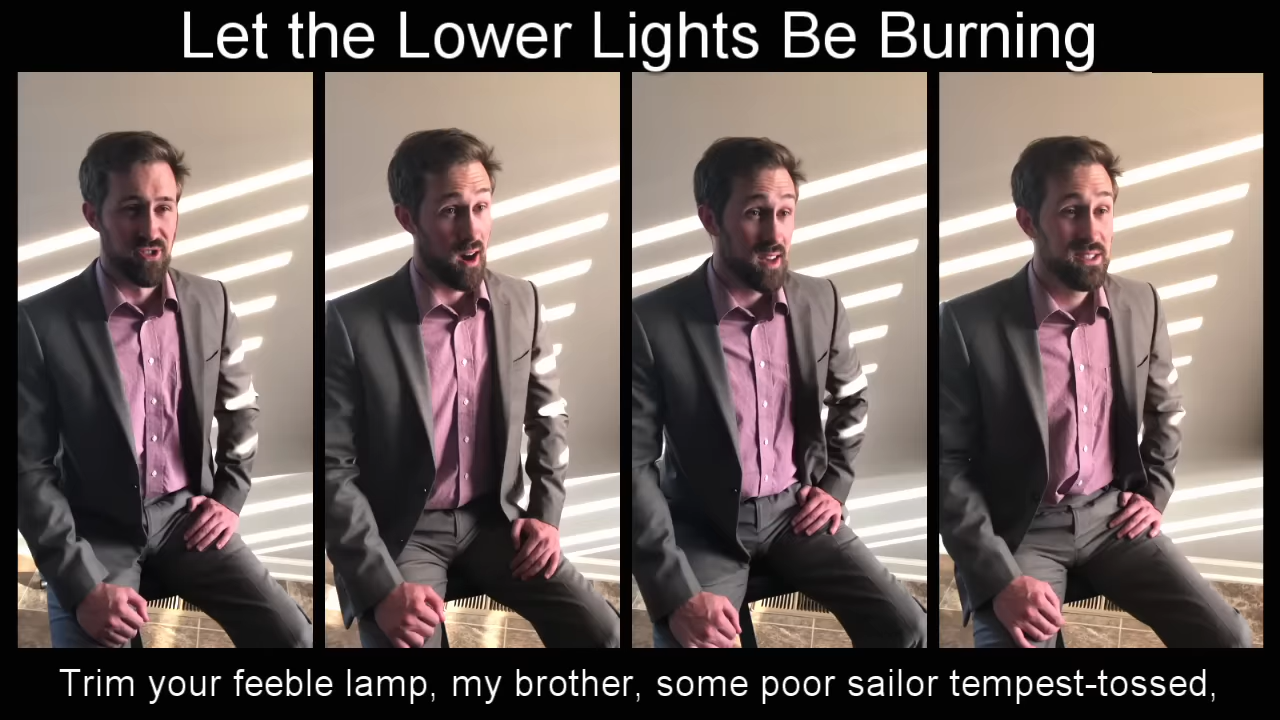 Let the Lower Lights Be Burning
Trim your feeble lamp, my brother, some poor sailor tempest-tossed,